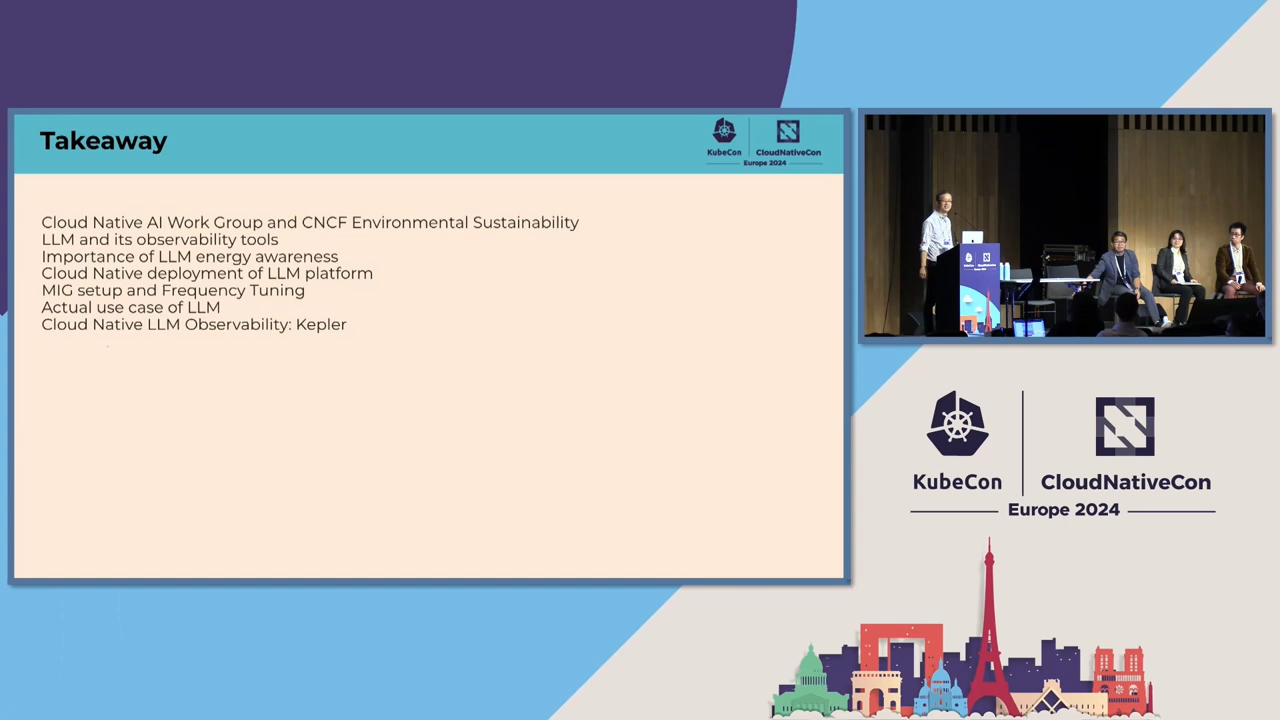 Takeaway
KubeCon
CloudNativeCon
Europe 2024
Cloud Native AI Work Group and CNCF Environmental Sustainability
LLM and its observability tools
Importance of LLM energy awareness
Cloud Native deployment of LLM platform
MIG setup and Frequency Tuning
Actual use case of LLM
Cloud Native LLM Observability: Kepler
KubeCon
CloudNativeCon
Europe 2024